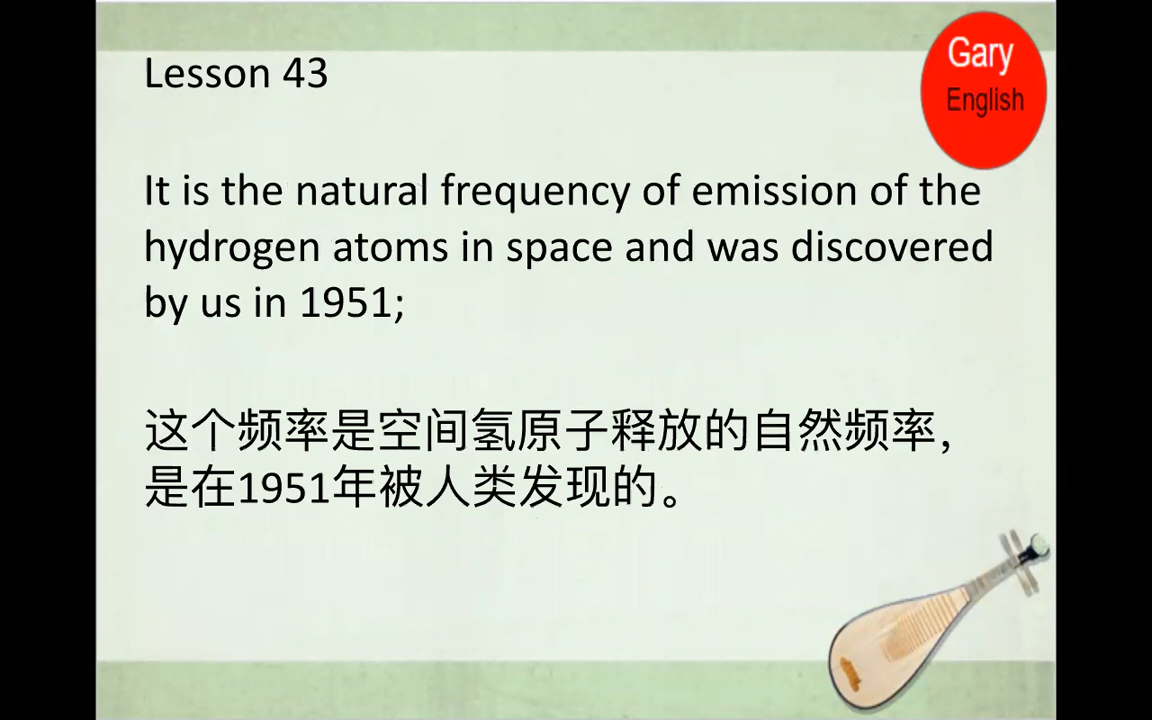 Lesson 43
Gary
English
It is the natural frequency of emission of the
hydrogen atoms in space and was discovered
by us in 1951;
这个频率是空间氢原子释放的自然频率，
是在1951年被人类发现的。